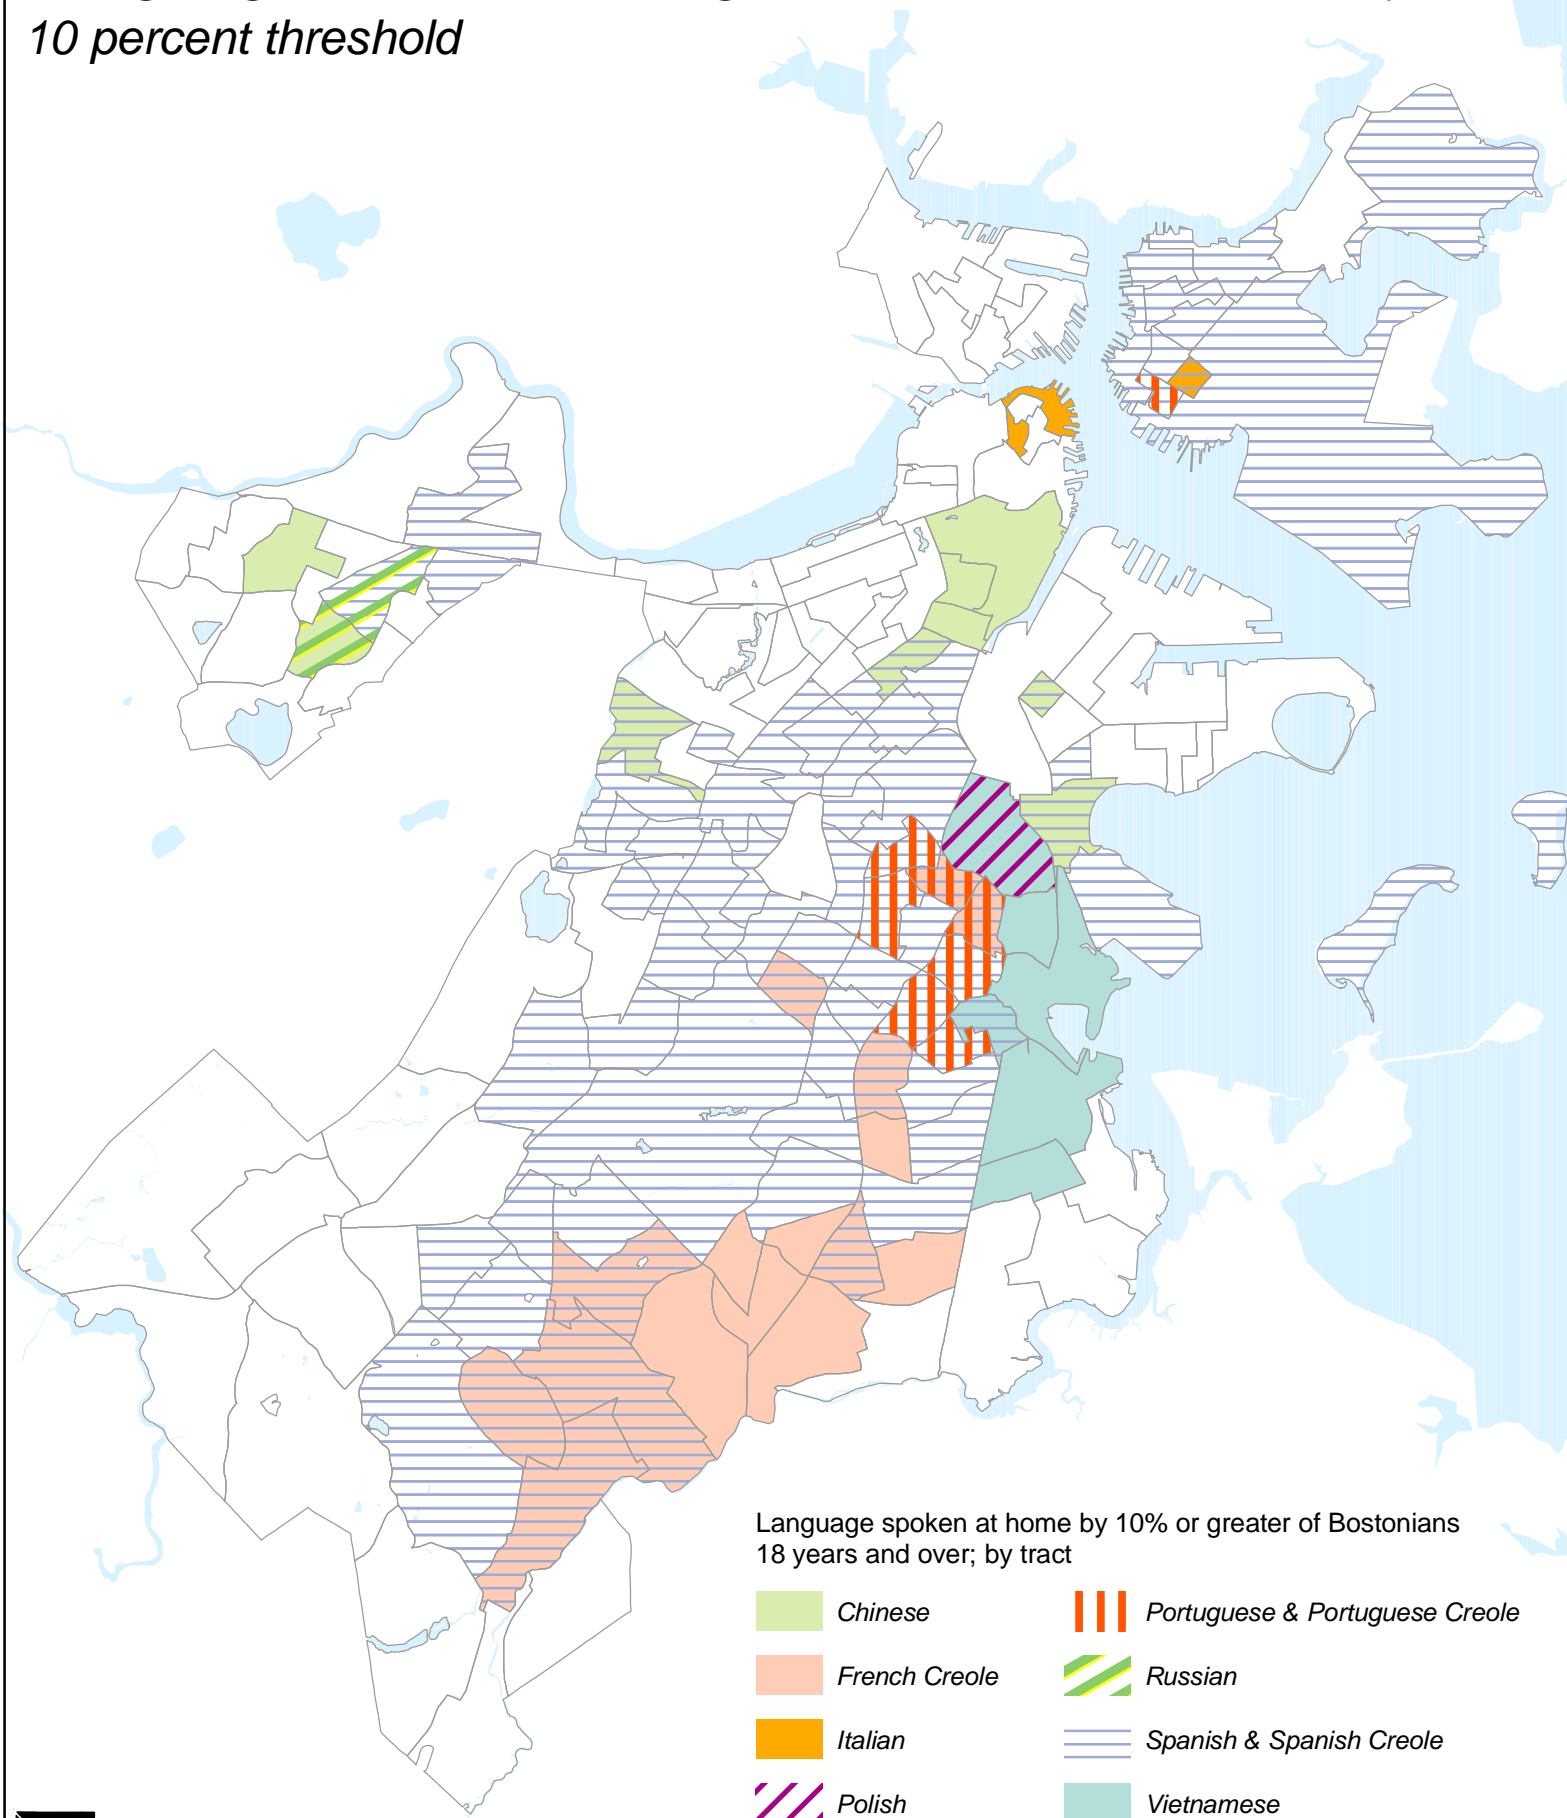 10 percent threshold
Language spoken at home by 10% or greater of Bostonians
18 years and over; by tract
Chinese
Portuguese & Portuguese Creole
French Creole
Russian
Italian
Spanish & Spanish Creole
Polish
Vietnamese